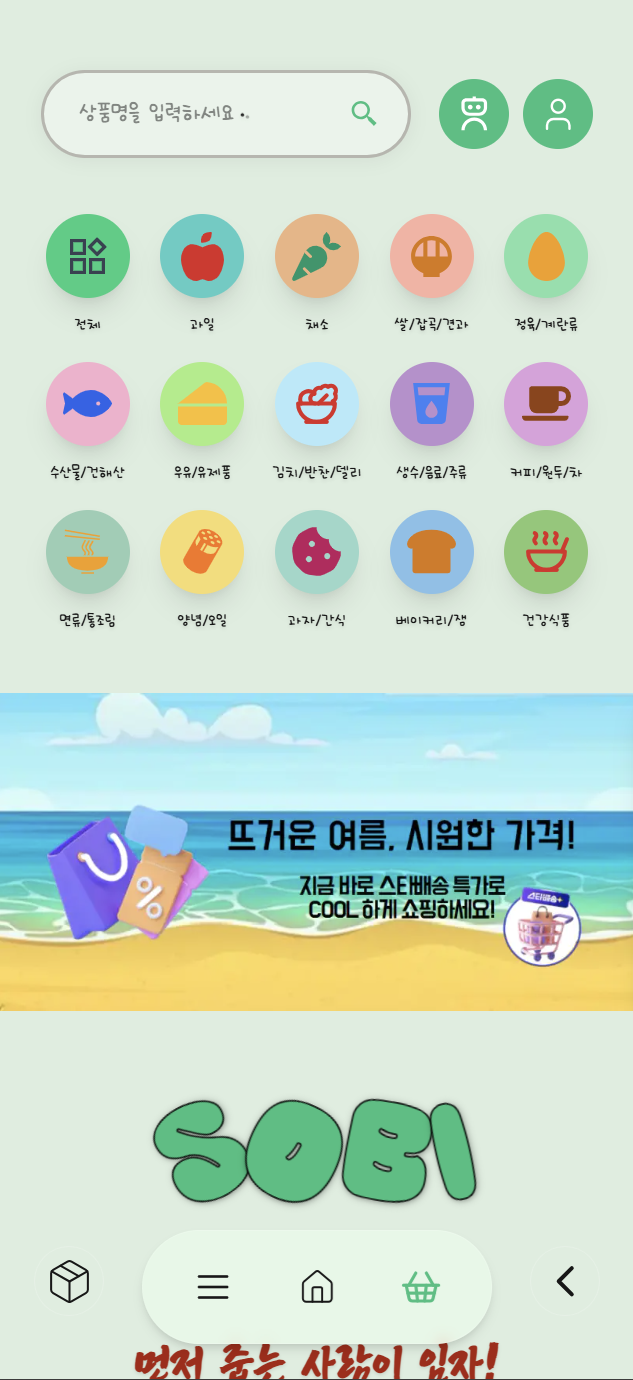 상품명을 입력하세요
전체 과일 채소 쌀/잡곡/견과 정육/계란류
수산물/건해산 우유/유제품 김치/반찬/델리 생수/음료/주류 커피/원두/차
면류/통조림 양념/오일 과자/간식 베이커리/잼 건강식품
뜨거운 여름, 시원한 가격!
지금 바로 스타배송 특가로
COOL 하게 쇼핑하세요!
스타배송+
SOBI
먼저 줍는 사람이 임자!